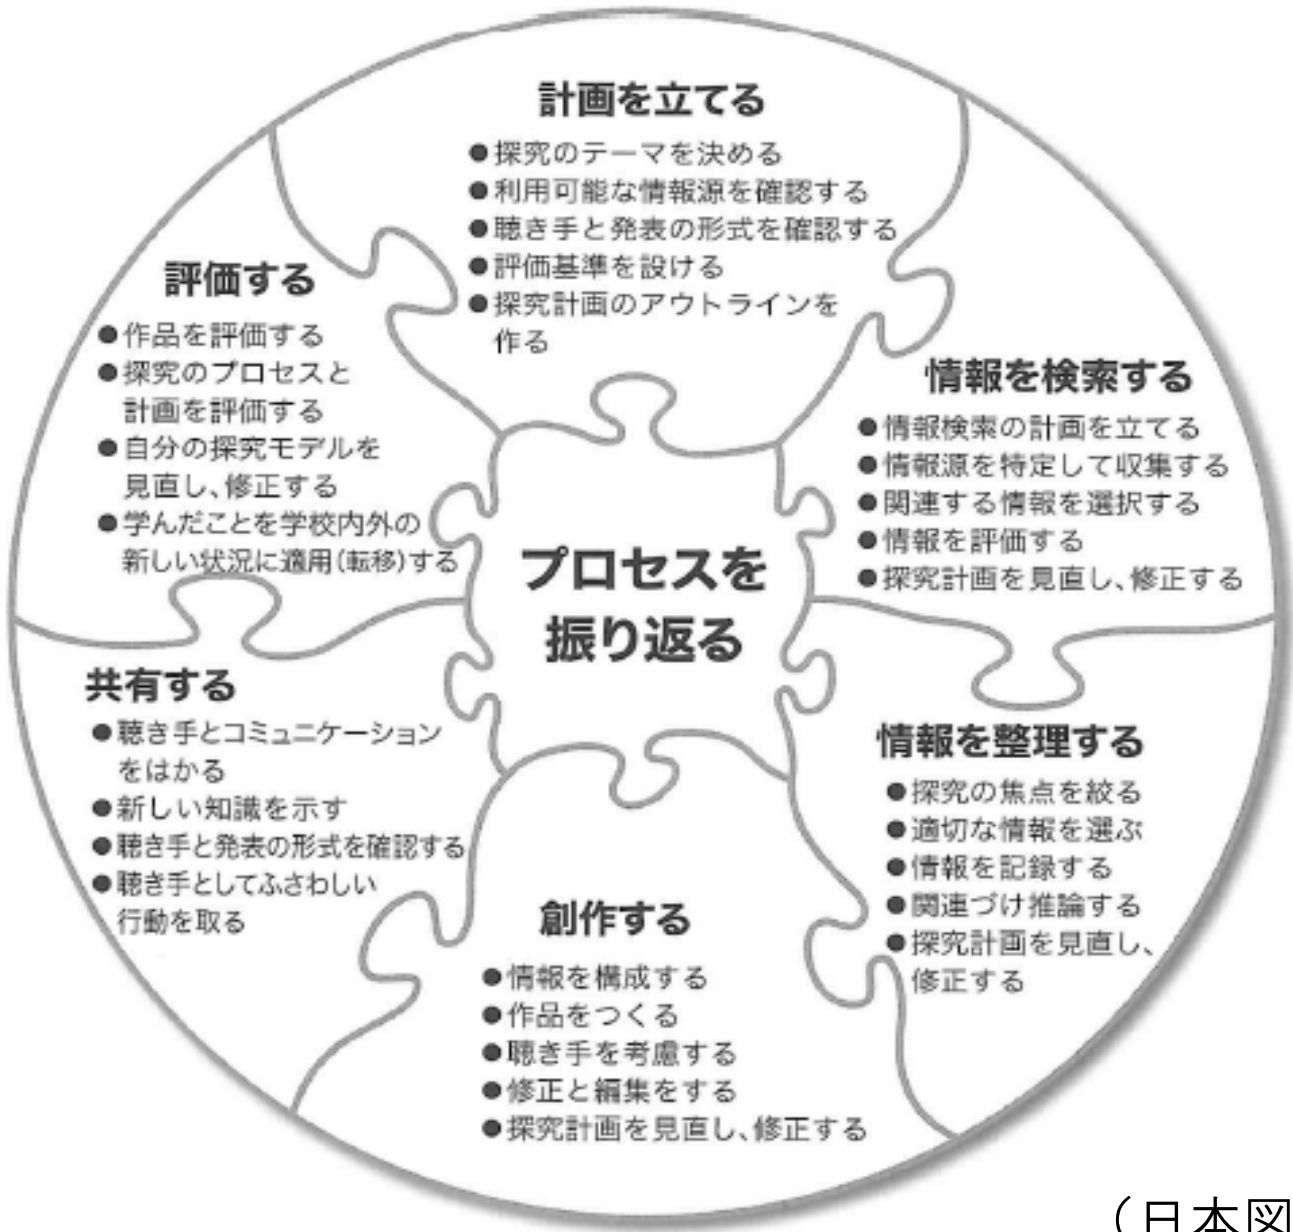 計画を立てる
●探究のテーマを決める
●利用可能な情報源を確認する
●聴き手と発表の形式を確認する
●評価基準を設ける
●探究計画のアウトラインを
作る
情報を検索する
●情報検索の計画を立てる
●情報源を特定して収集する
●関連する情報を選択する
●情報を評価する
●探究計画を見直し、修正する
情報を整理する
●探究の焦点を絞る
●適切な情報を選ぶ
●情報を記録する
●関連づけ推論する
●探究計画を見直し、
修正する
創作する
●情報を構成する
●作品をつくる
●聴き手を考慮する
●修正と編集をする
●探究計画を見直し、修正する
共有する
●聴き手とコミュニケーション
をはかる
●新しい知識を示す
●聴き手と発表の形式を確認する
●聴き手としてふさわしい
行動を取る
評価する
●作品を評価する
●探究のプロセスと
計画を評価する
●自分の探究モデルを
見直し、修正する
●学んだことを学校内外の
新しい状況に適用(転移)する
プロセスを
振り返る
(日本図